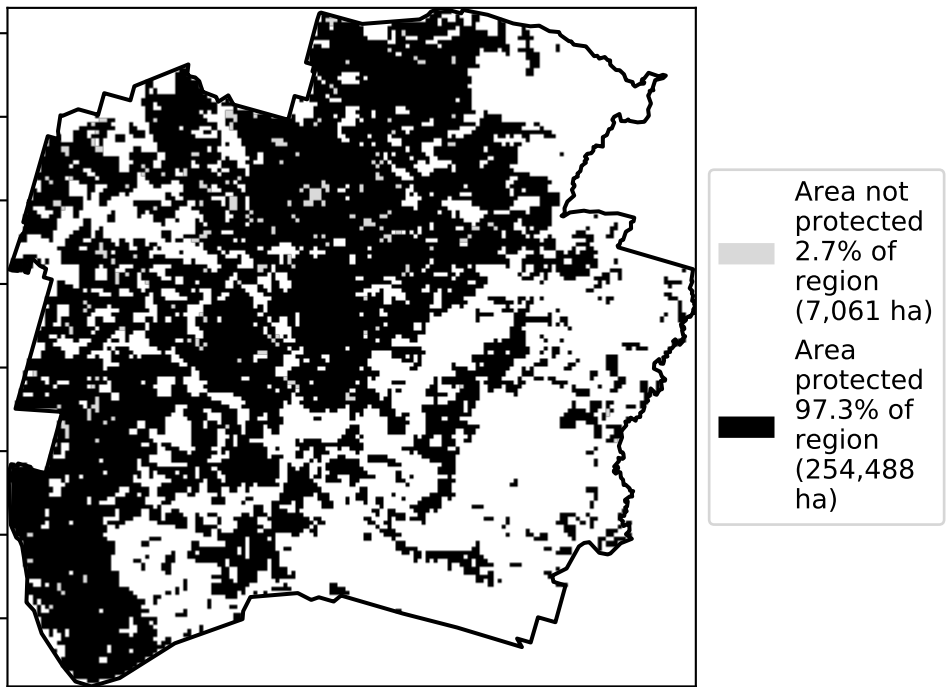 Area not
protected
2.7% of
region
(7,061 ha)
Area
protected
97.3% of
region
(254,488
ha)